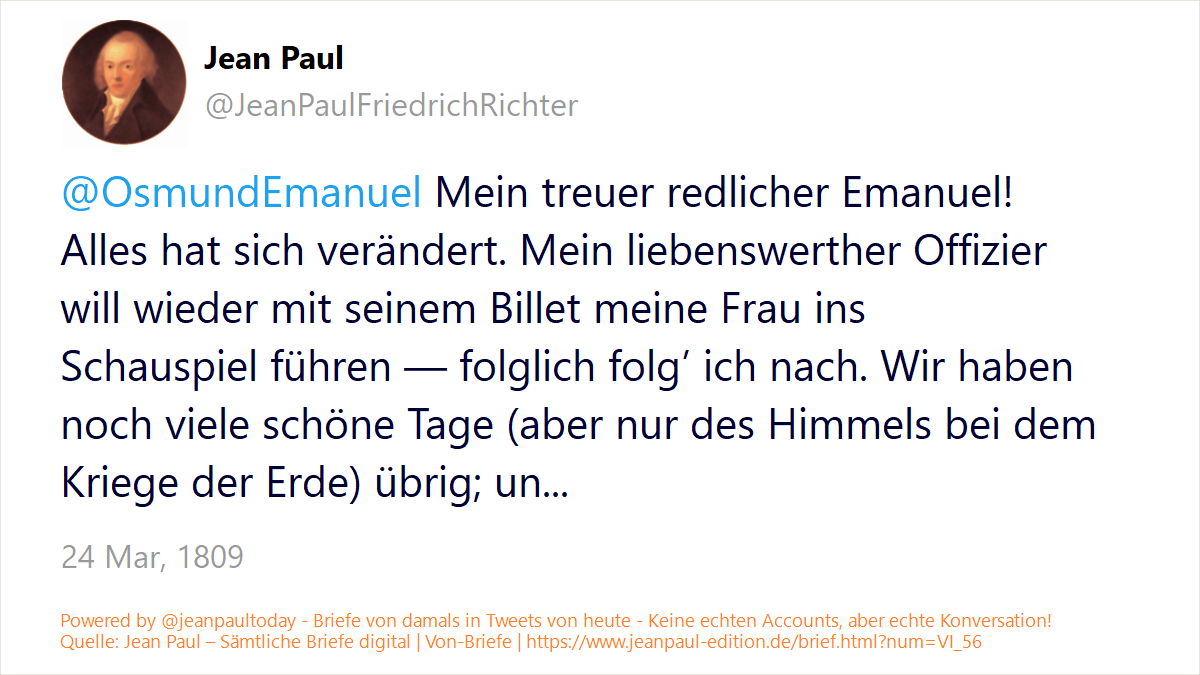 Jean Paul
@JeanPaulFriedrichRichter
@OsmundEmanuel Mein treuer redlicher Emanuel!
Alles hat sich verändert. Mein liebenswerther Offizier
will wieder mit seinem Billet meine Frau ins
Schauspiel führen — folglich folg’ ich nach. Wir haben
noch viele schöne Tage (aber nur des Himmels bei dem
Kriege der Erde) übrig; un...
24 Mar, 1809
Powered by @jeanpaultoday - Briefe von damals in Tweets von heute - Keine echten Accounts, aber echte Konversation!
Quelle: Jean Paul – Sämtliche Briefe digital | Von-Briefe | https://www.jeanpaul-edition.de/brief.html?num=VI_56